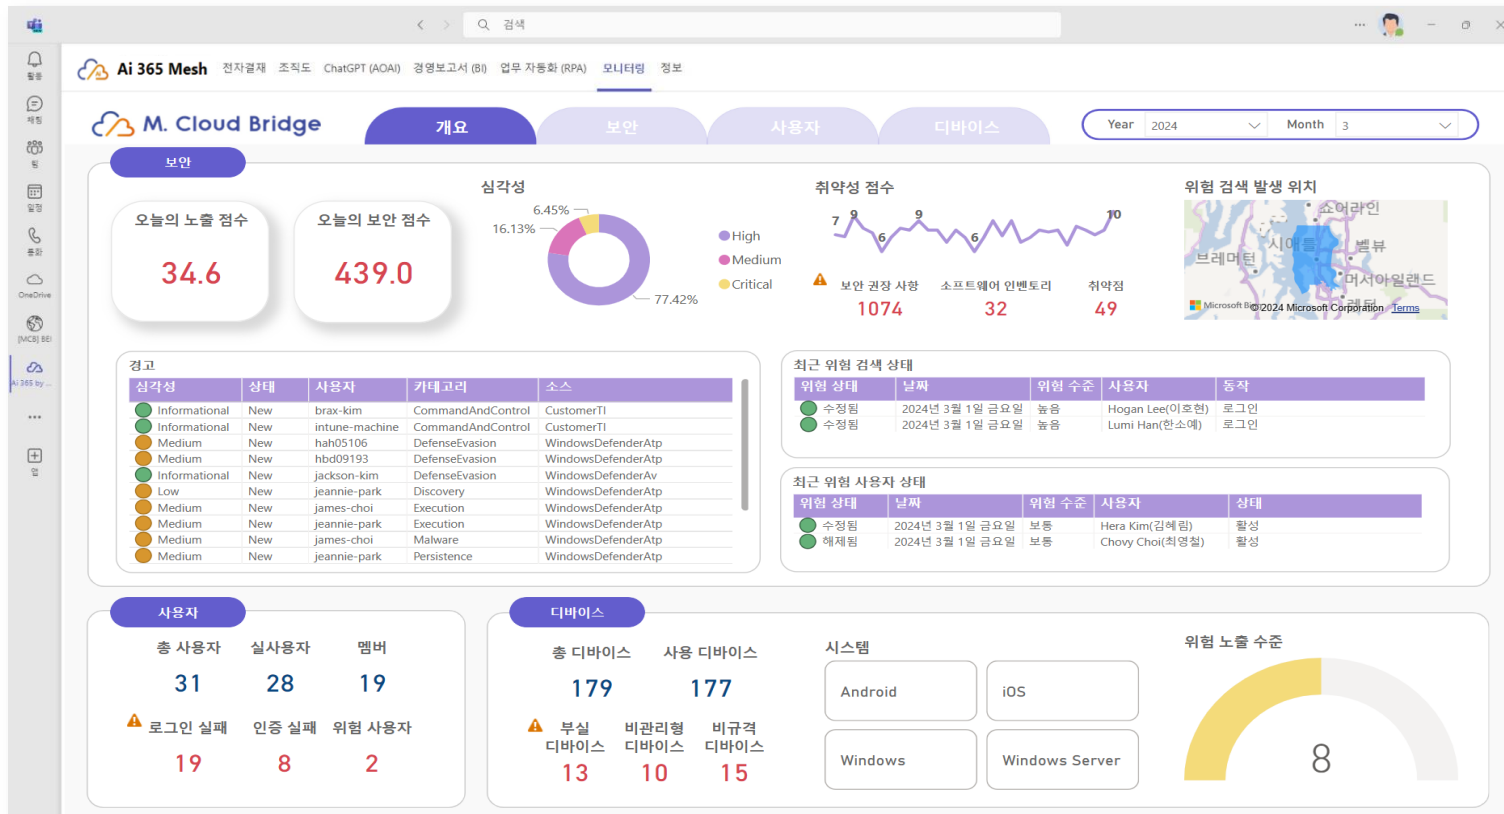 검색
활동
채팅
팀
일정
통화
OneDrive
[MCB] BEI
Ai 365 by ...
앱
Ai 365 Mesh 전자결재 조직도 ChatGPT (AOAI) 경영보고서 (BI) 업무 자동화 (RPA) 모니터링 정보
M. Cloud Bridge 개요 보안 사용자 디바이스 Year 2024 Month 3
보안
오늘의 노출 점수
34.6
오늘의 보안 점수
439.0
심각성
6.45%
16.13%
77.42%
High
Medium
Critical
취약성 점수
7 9 6 9 6 10
보안 권장 사항 소프트웨어 인벤토리 취약점
1074 32 49
위험 검색 발생 위치
쇼어라인
시애틀 벨뷰
브레머턴
머서아일랜드
렌턴
Microsoft Bi
©2024 Microsoft Corporation Terms
경고
심각성 상태 사용자 카테고리 소스
Informational New brax-kim CommandAndControl CustomerTI
Informational New intune-machine CommandAndControl CustomerTI
Medium New hah05106 DefenseEvasion WindowsDefenderAtp
Medium New hbd09193 DefenseEvasion WindowsDefenderAtp
Informational New jackson-kim DefenseEvasion WindowsDefenderAv
Low New jeannie-park Discovery WindowsDefenderAtp
Medium New james-choi Execution WindowsDefenderAtp
Medium New jeannie-park Execution WindowsDefenderAtp
Medium New james-choi Malware WindowsDefenderAtp
Medium New jeannie-park Persistence WindowsDefenderAtp
최근 위험 검색 상태
위험 상태 날짜 위험 수준 사용자 동작
수정됨 2024년 3월 1일 금요일 높음 Hogan Lee(이호현) 로그인
수정됨 2024년 3월 1일 금요일 높음 Lumi Han(한소예) 로그인
최근 위험 사용자 상태
위험 상태 날짜 위험 수준 사용자 상태
수정됨 2024년 3월 1일 금요일 보통 Hera Kim(김혜림) 활성
해제됨 2024년 3월 1일 금요일 보통 Chovy Choi(최영철) 활성
사용자
총 사용자 실사용자 멤버
31 28 19
로그인 실패 인증 실패 위험 사용자
19 8 2
디바이스
총 디바이스 사용 디바이스
179 177
부실 디바이스 비관리형 디바이스 비규격 디바이스
13 10 15
시스템
Android iOS
Windows Windows Server
위험 노출 수준
8